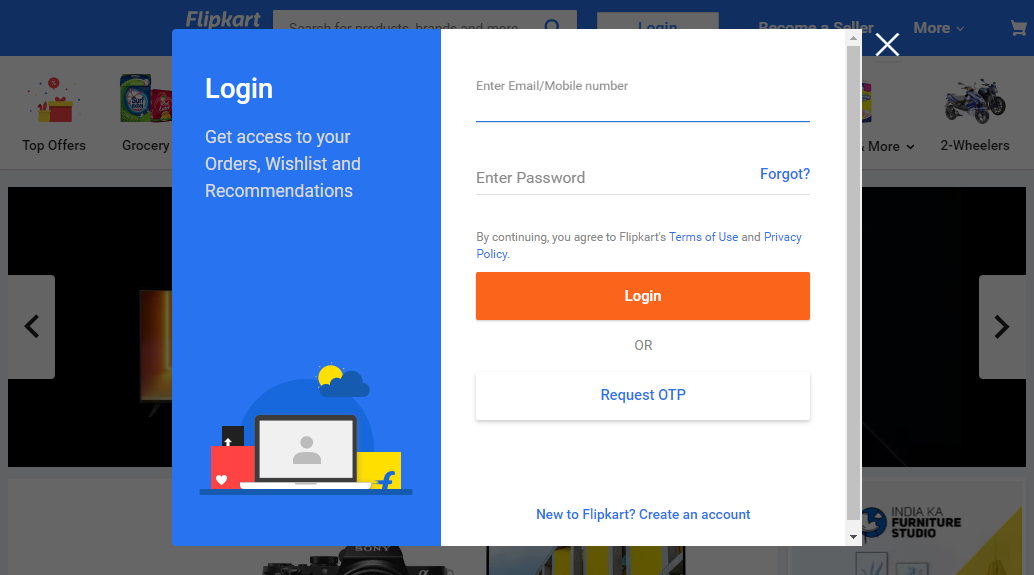 Flipkart
Search for products, brands and more
Login
Become a Seller
More
Top Offers
Grocery
& More
2-Wheelers
Login
Get access to your
Orders, Wishlist and
Recommendations
Enter Email/Mobile number
Enter Password
Forgot?
By continuing, you agree to Flipkart's Terms of Use and Privacy
Policy.
Login
OR
Request OTP
New to Flipkart? Create an account
INDIA KA
FURNITURE
STUDIO
SONY
α